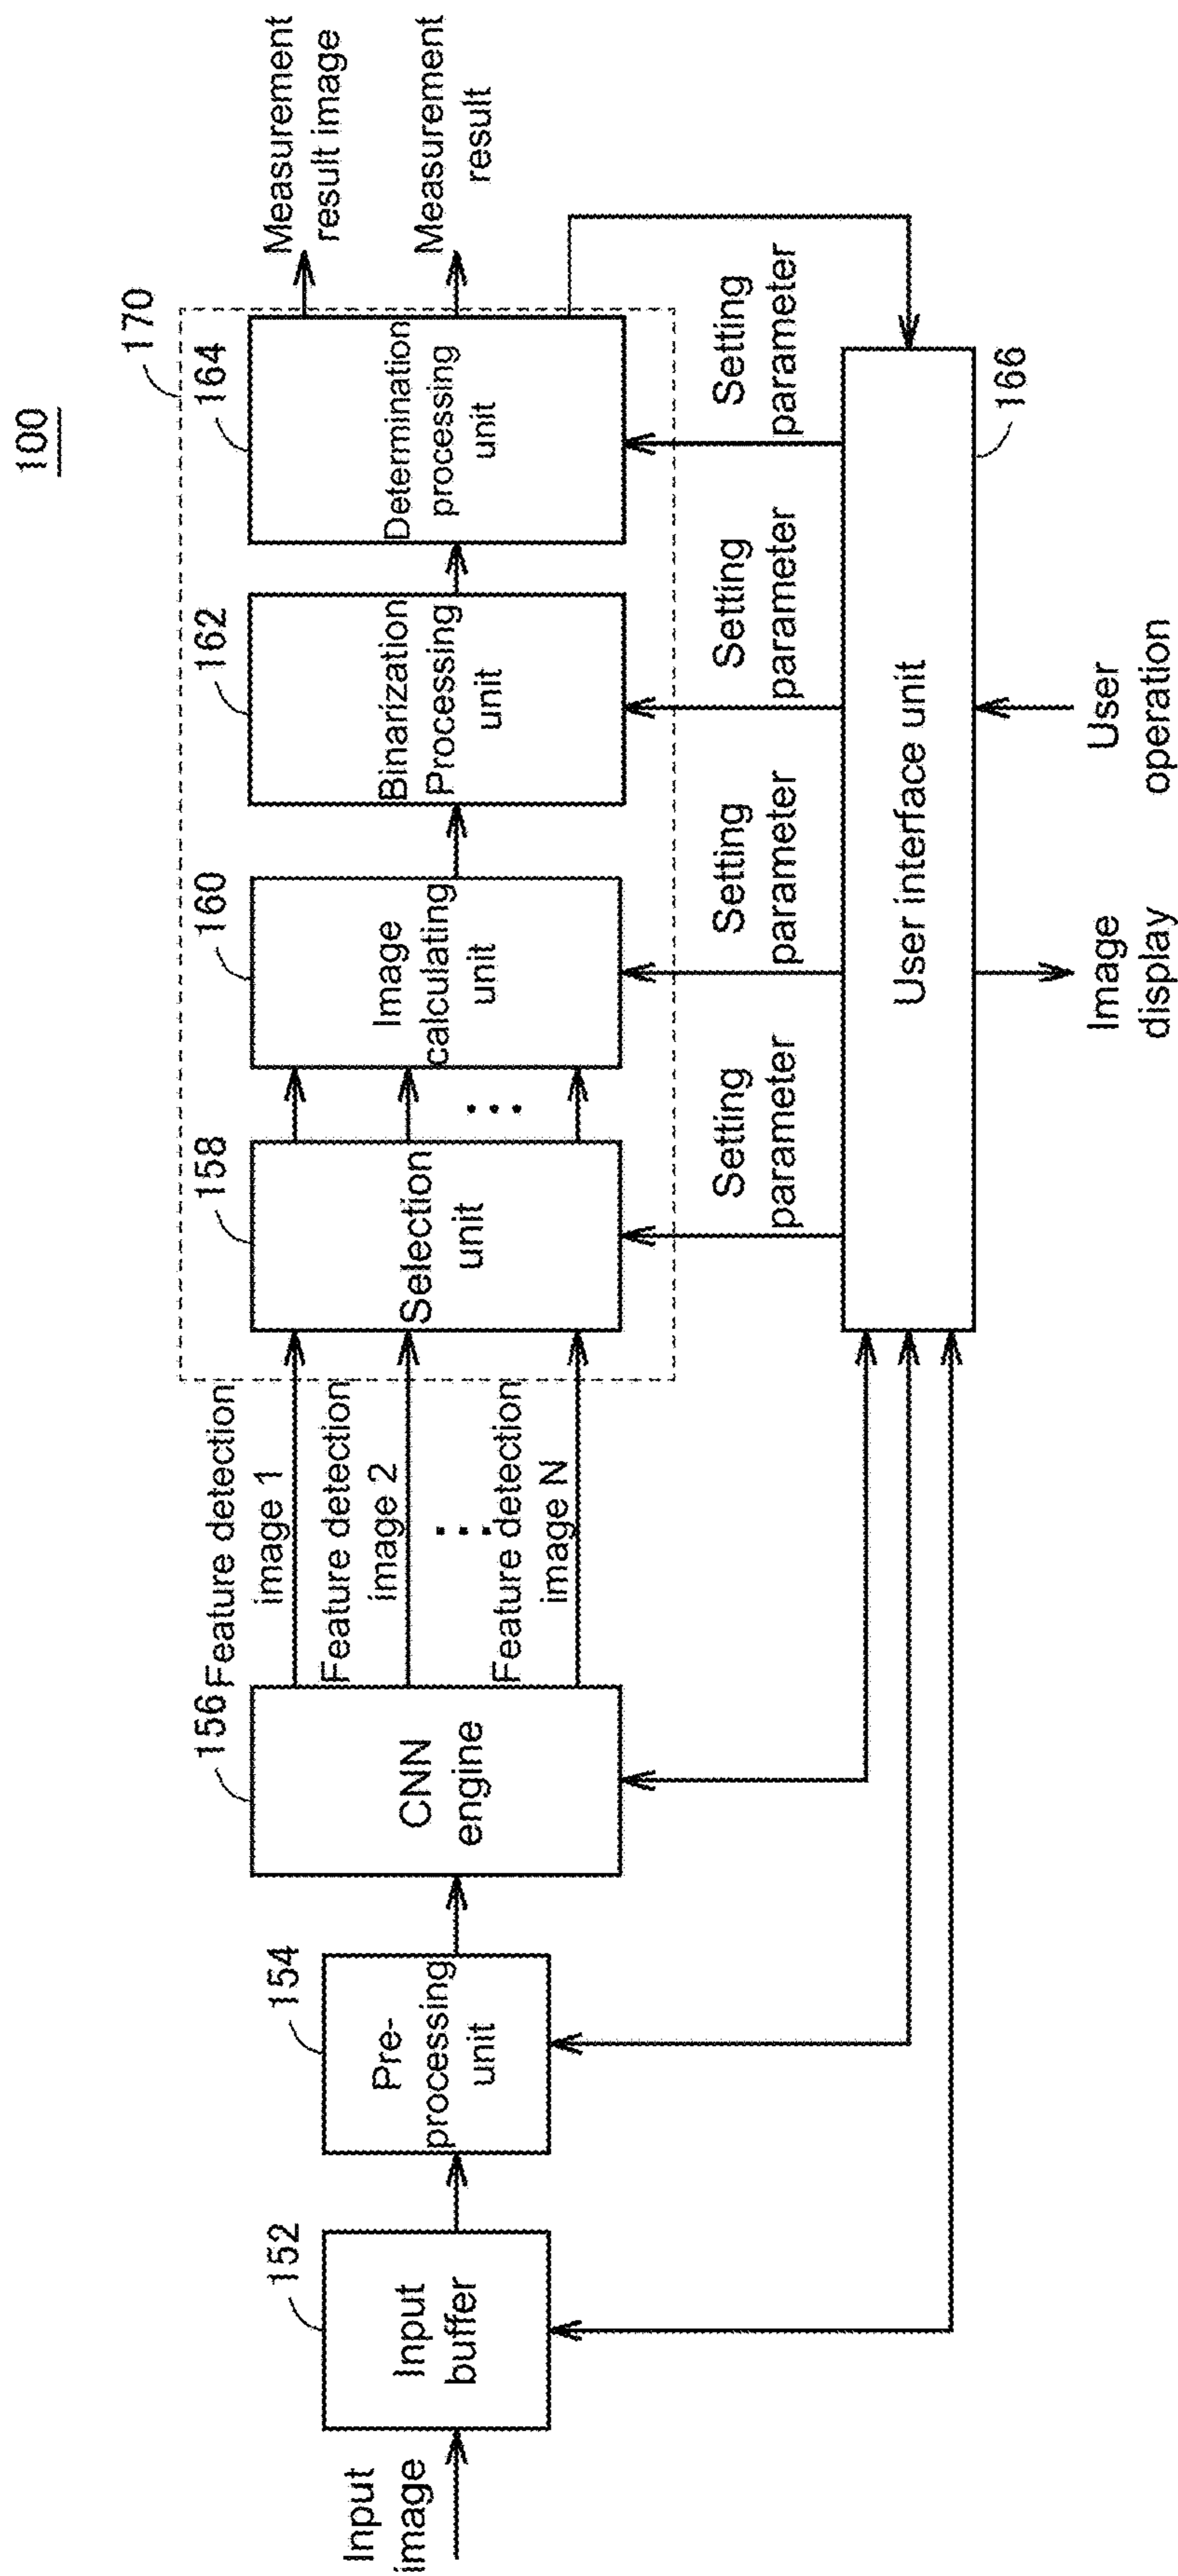 100
170
Input
image
152
Input
buffer
154
Pre-
processing
unit
156
CNN
engine
Feature detection
image 1
Feature detection
image 2
Feature detection
image N
158
Selection
unit
160
Image
calculating
unit
162
Binarization
Processing
unit
164
Determination
processing
unit
Measurement
result image
Measurement
result
Setting
parameter
Setting
parameter
Setting
parameter
Setting
parameter
User interface unit
166
Image
display
User
operation